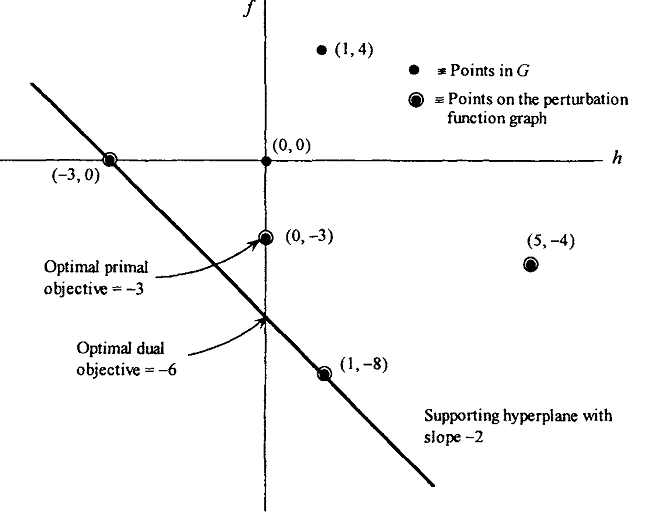 f
(1, 4)
≡ Points in G
≡ Points on the perturbation
function graph
(0, 0)
h
(−3, 0)
(0, −3)
(5, −4)
Optimal primal
objective = −3
Optimal dual
objective = −6
(1, −8)
Supporting hyperplane with
slope −2